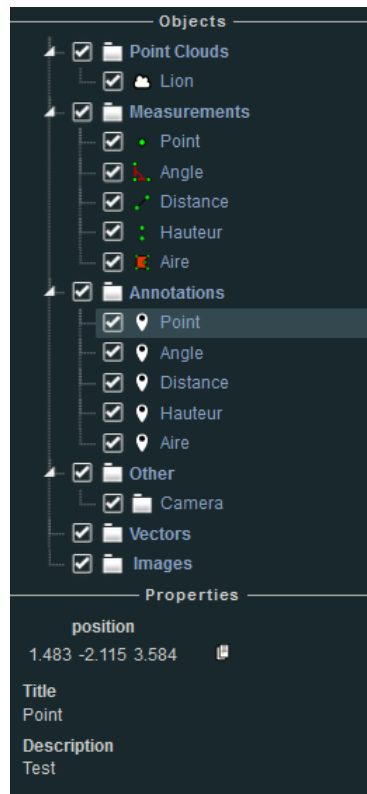 Objects
Point Clouds
Lion
Measurements
Point
Angle
Distance
Hauteur
Aire
Annotations
Point
Angle
Distance
Hauteur
Aire
Other
Camera
Vectors
Images
Properties
position
1.483 -2.115 3.584
Title
Point
Description
Test